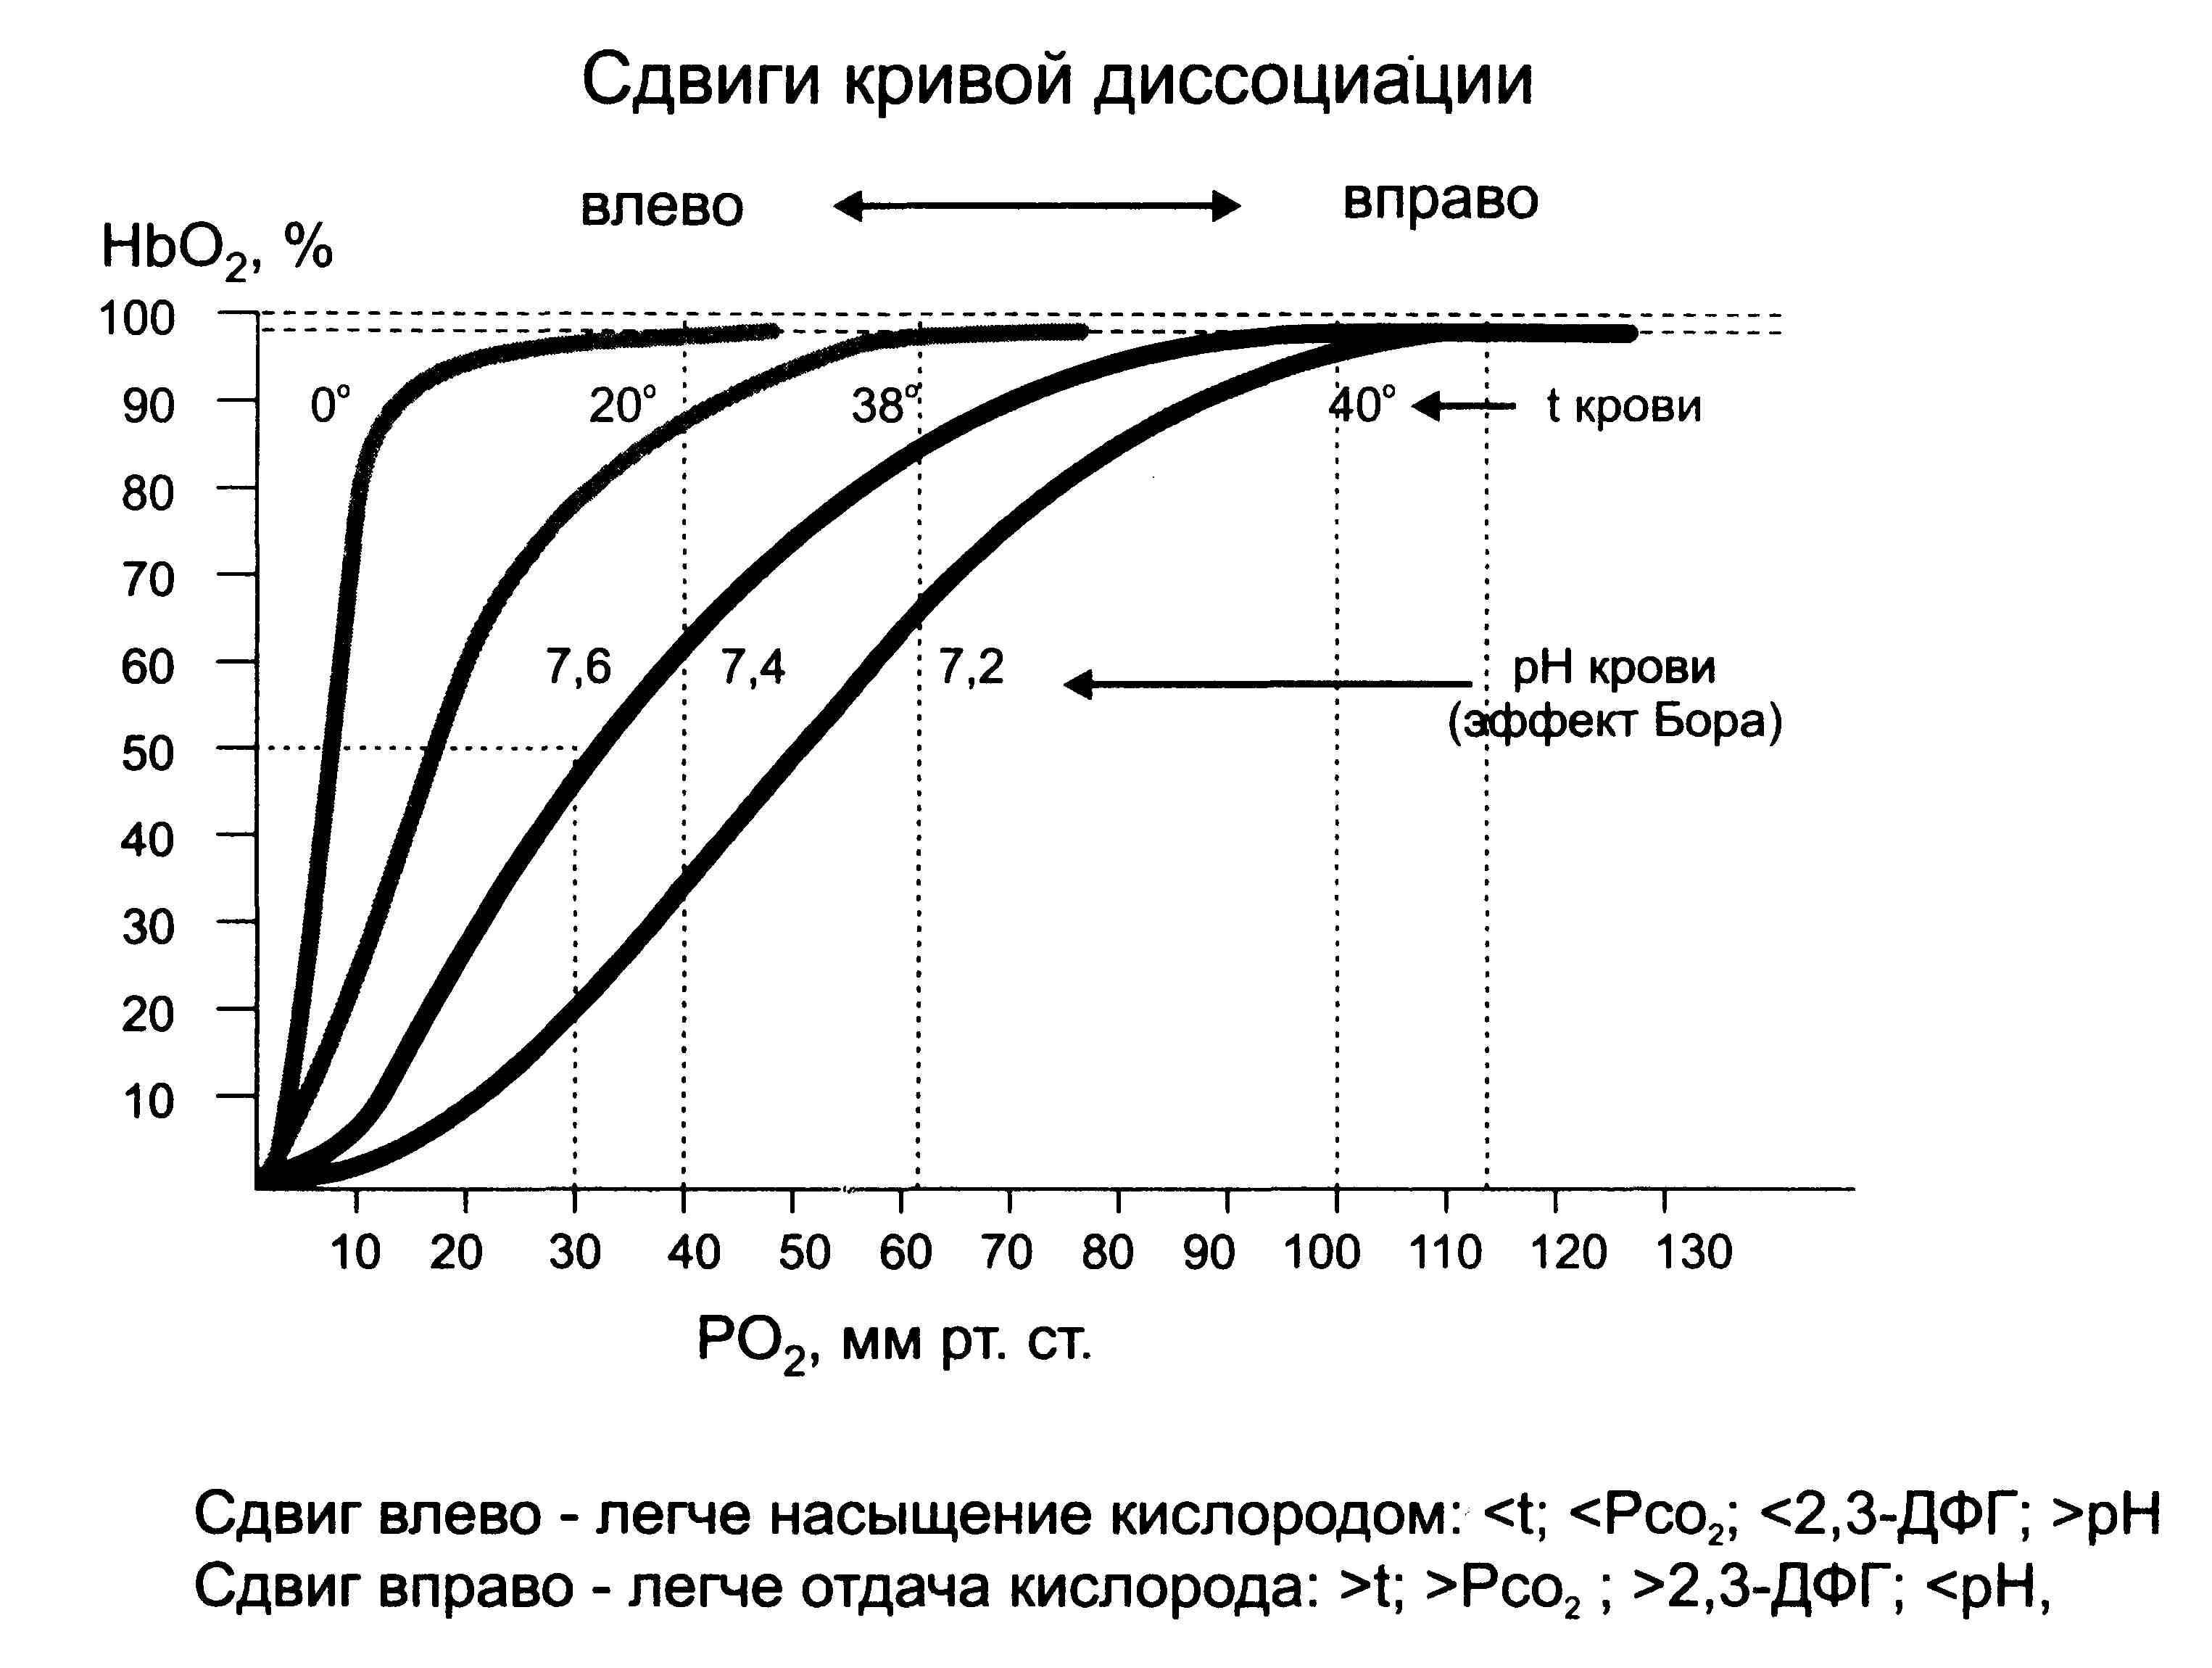 Сдвиги кривой диссоциации
влево вправо
HbO₂, %
100
90
80
70
60
50
40
30
20
10
0° 20° 38° 40° t крови
7,6 7,4 7,2 pH крови
(эффект Бора)
10 20 30 40 50 60 70 80 90 100 110 120 130
PO₂, мм рт. ст.
Сдвиг влево - легче насыщение кислородом: <t; <Pco₂; <2,3-ДФГ; >pH
Сдвиг вправо - легче отдача кислорода: >t; >Pco₂ ; >2,3-ДФГ; <pH,